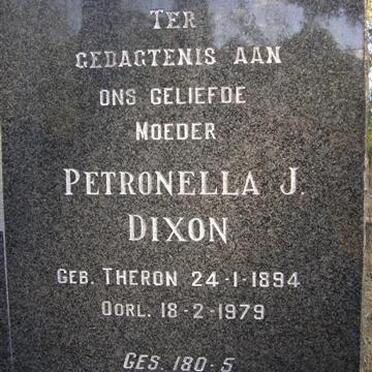 TER
GEDAGTENIS AAN
ONS GELIEFDE
MOEDER
PETRONELLA J.
DIXON
GEB. THERON 24-1-1894
OORL. 18-2-1979
GES. 180-5